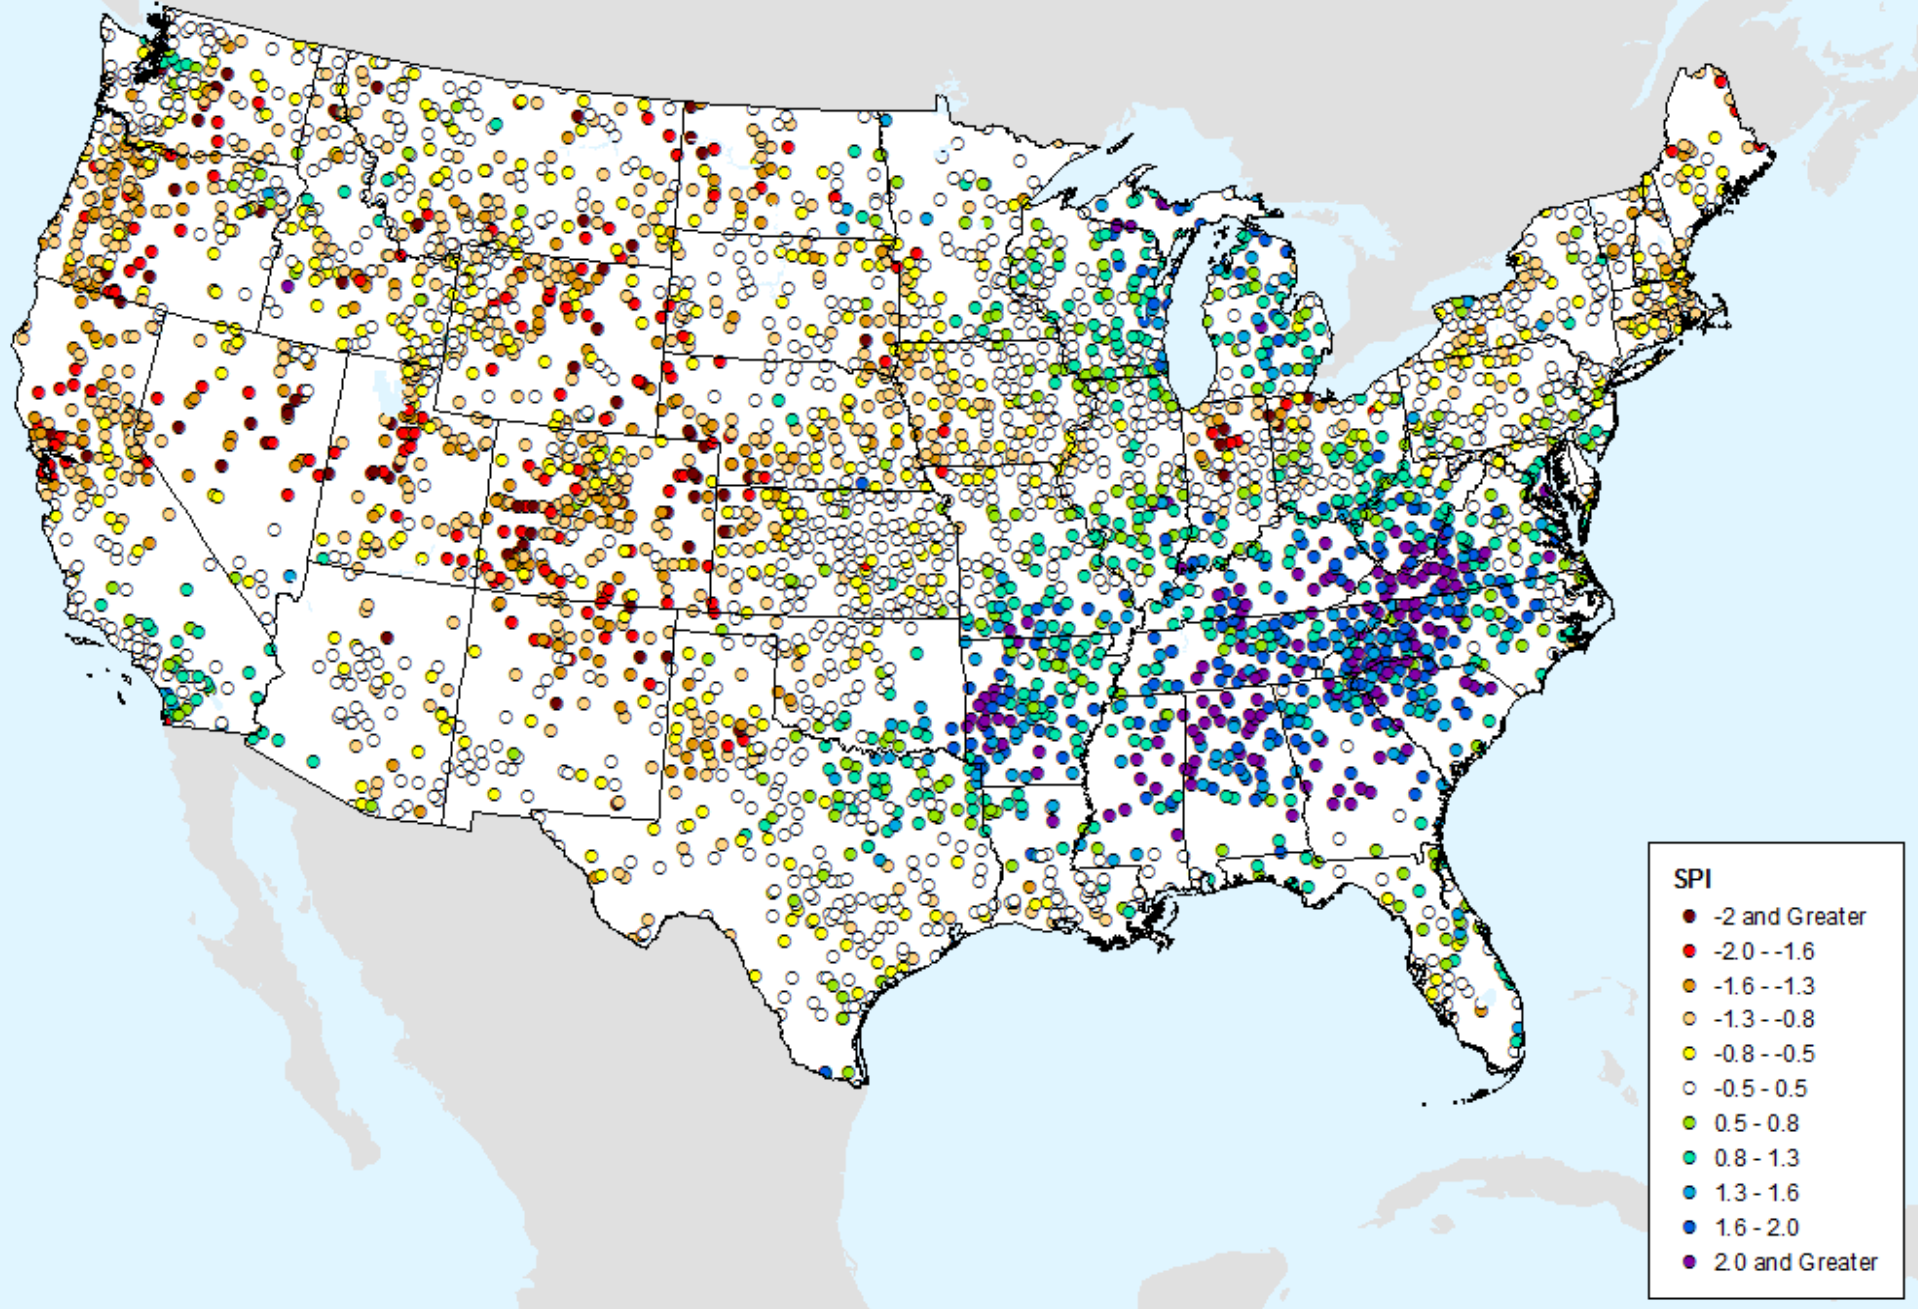 SPI
-2 and Greater
-2.0 - -1.6
-1.6 - -1.3
-1.3 - -0.8
-0.8 - -0.5
-0.5 - 0.5
0.5 - 0.8
0.8 - 1.3
1.3 - 1.6
1.6 - 2.0
2.0 and Greater